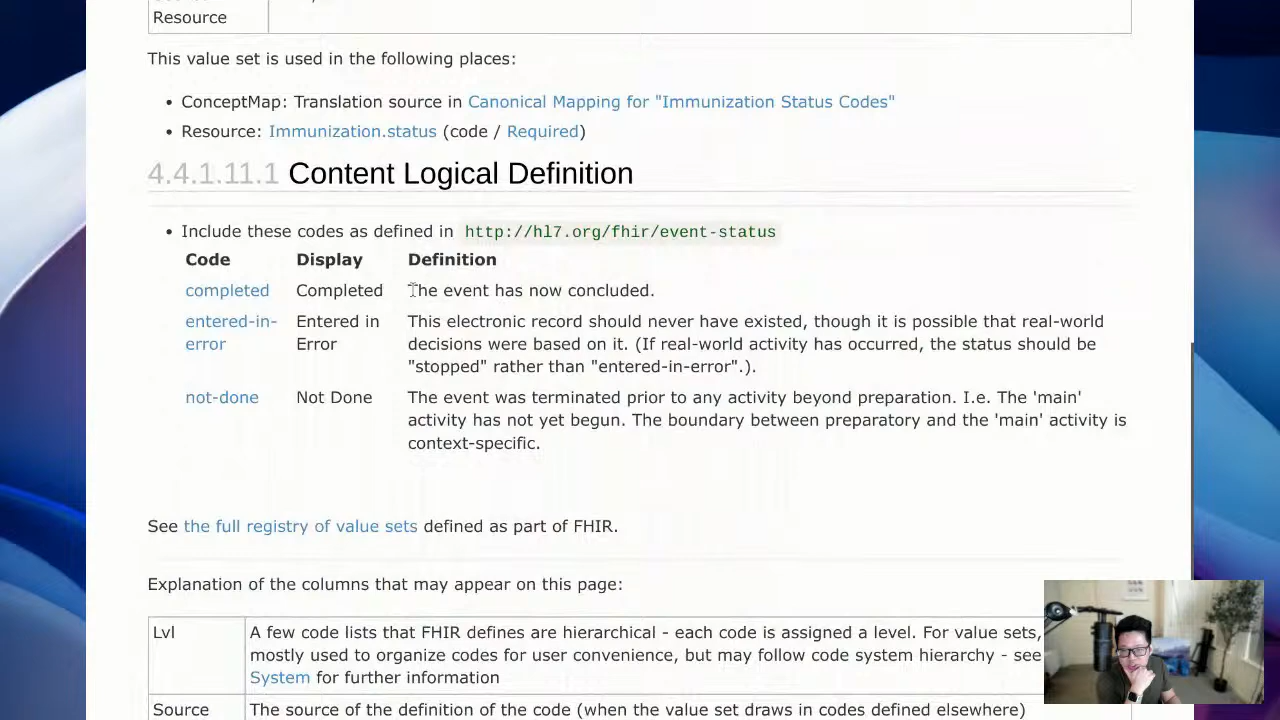 Resource
This value set is used in the following places:
• ConceptMap: Translation source in Canonical Mapping for "Immunization Status Codes"
• Resource: Immunization.status (code / Required)
4.4.1.11.1 Content Logical Definition
• Include these codes as defined in http://hl7.org/fhir/event-status
Code Display Definition
completed Completed The event has now concluded.
entered-in- Entered in This electronic record should never have existed, though it is possible that real-world
error Error decisions were based on it. (If real-world activity has occurred, the status should be
"stopped" rather than "entered-in-error".).
not-done Not Done The event was terminated prior to any activity beyond preparation. I.e. The 'main'
activity has not yet begun. The boundary between preparatory and the 'main' activity is
context-specific.
See the full registry of value sets defined as part of FHIR.
Explanation of the columns that may appear on this page:
Lvl A few code lists that FHIR defines are hierarchical - each code is assigned a level. For value sets,
mostly used to organize codes for user convenience, but may follow code system hierarchy - see
System for further information
Source The source of the definition of the code (when the value set draws in codes defined elsewhere)